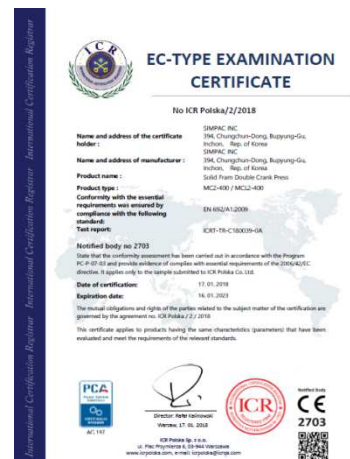 International Certification Registrar International Certification Registrar International Certification Registrar
ICR
EC-TYPE EXAMINATION
CERTIFICATE
No ICR Polska/2/2018
Name and address of the certificate holder :
SIMPAC INC
394, Chungchun-Dong, Bupyung-Gu, Inchon, Rep. of Korea
Name and address of manufacturer :
SIMPAC INC
394, Chungchun-Dong, Bupyung-Gu, Inchon, Rep. of Korea
Product name : Solid Fram Double Crank Press
Product type : MC2-400 / MCL2-400
Conformity with the essential
requirements was ensured by
compliance with the following
standard:
EN 692/A1:2009
Test report: ICRT-TR-C180039-0A
Notified body no 2703
State that the conformity assessment has been carried out in accordance with the Program
PC-P-07-03 and provide evidence of complies with essential requirements of the 2006/42/EC
directive. It applies only to the sample submitted to ICR Polska Co. Ltd.
Date of certification: 17. 01. 2018
Expiration date: 16. 01. 2023
The mutual obligations and rights of the parties related to the subject matter of the certification are
governed by the agreement no. ICR Polska / 2 / 2018
This certificate applies to products having the same characteristics (parameters) that have been
evaluated and meet the requirements of the relevant standards.
PCA
AC 197
Director: Rafał Kalinowski
Warsaw, 17. 01. 2018
ICR Polska Sp. z o.o.
ul. Plac Przymierza 6, 03-944 Warszawa
www.icrpolska.com, e-mail: icrpolska@icrqa.com
ICR
Notified Body
CE
2703